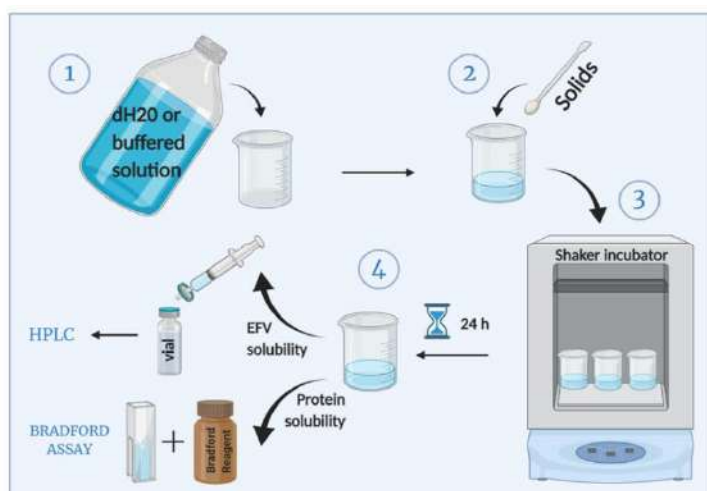 1
dH20 or
buffered
solution
2
Solids
3
Shaker incubator
24 h
4
EFV
solubility
HPLC
vial
Protein
solubility
BRADFORD
ASSAY
+
Bradford
Reagent